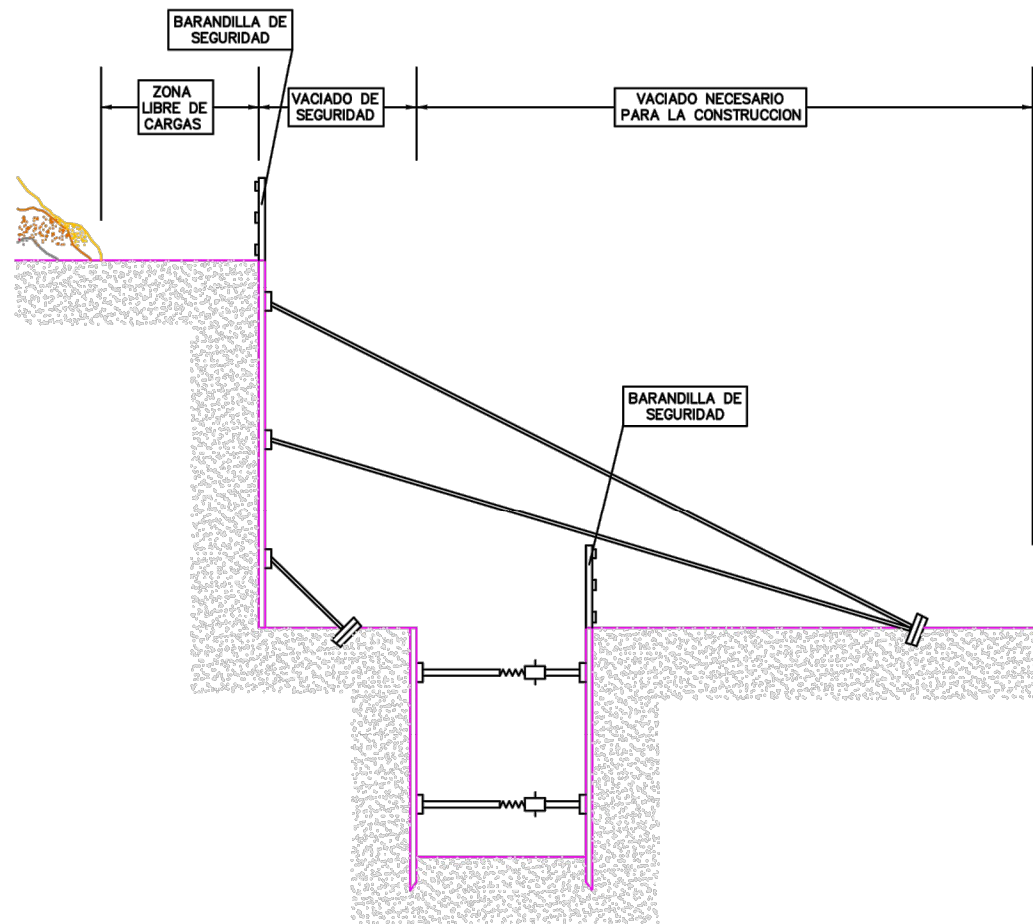 BARANDILLA DE
SEGURIDAD
ZONA
LIBRE DE
CARGAS
VACIADO DE
SEGURIDAD
VACIADO NECESARIO
PARA LA CONSTRUCCION
BARANDILLA DE
SEGURIDAD